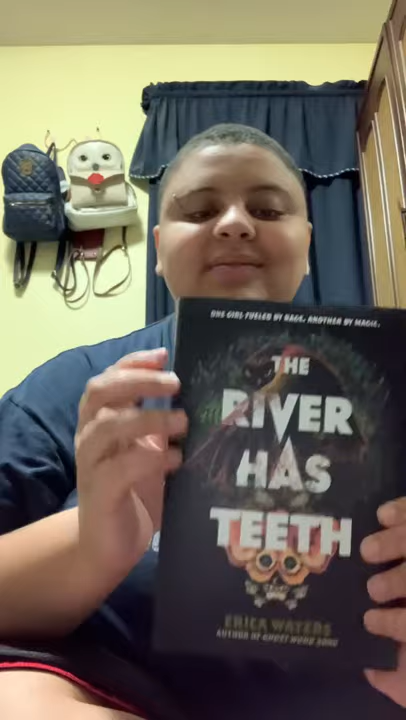 ONE GIRL FUELED BY RAGE. ANOTHER BY MAGIC.
THE
RIVER
HAS
TEETH
ERICA WATERS
AUTHOR OF GHOST WOOD SONG